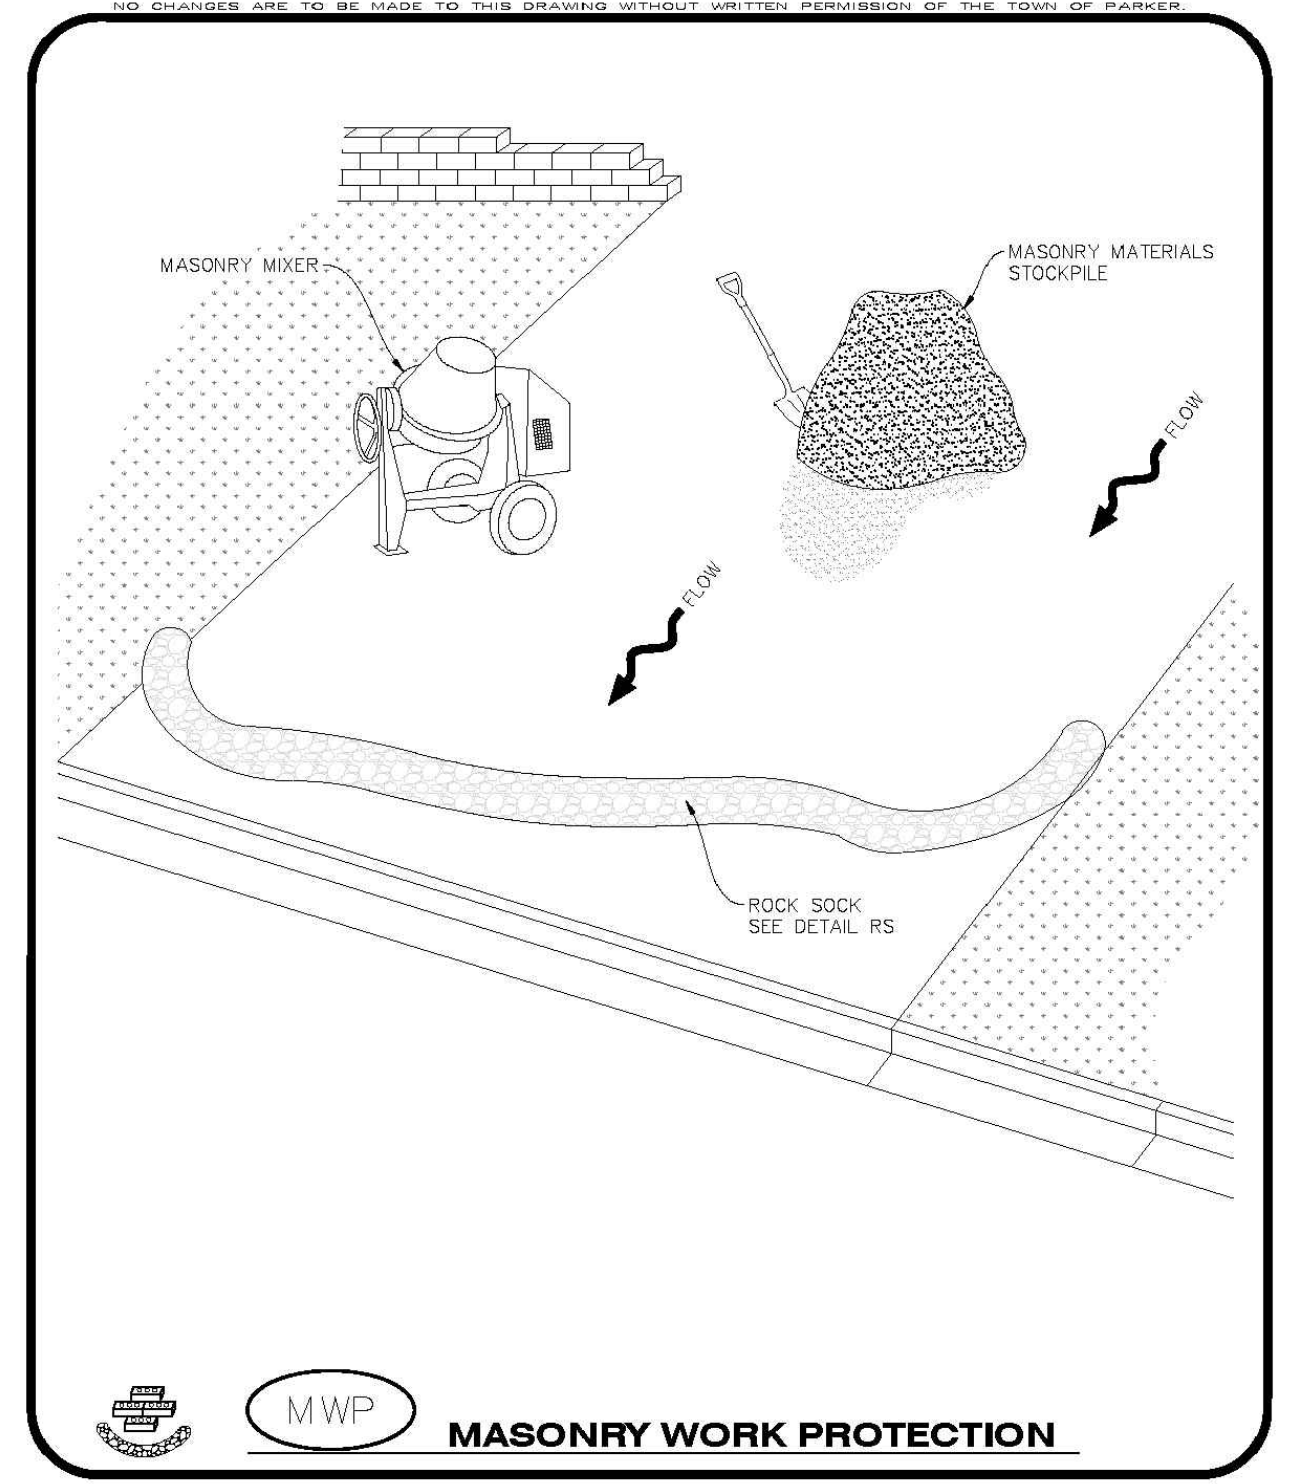 NO CHANGES ARE TO BE MADE TO THIS DRAWING WITHOUT WRITTEN PERMISSION OF THE TOWN OF PARKER.
MASONRY MIXER
MASONRY MATERIALS
STOCKPILE
FLOW
FLOW
ROCK SOCK
SEE DETAIL RS
MWP
MASONRY WORK PROTECTION